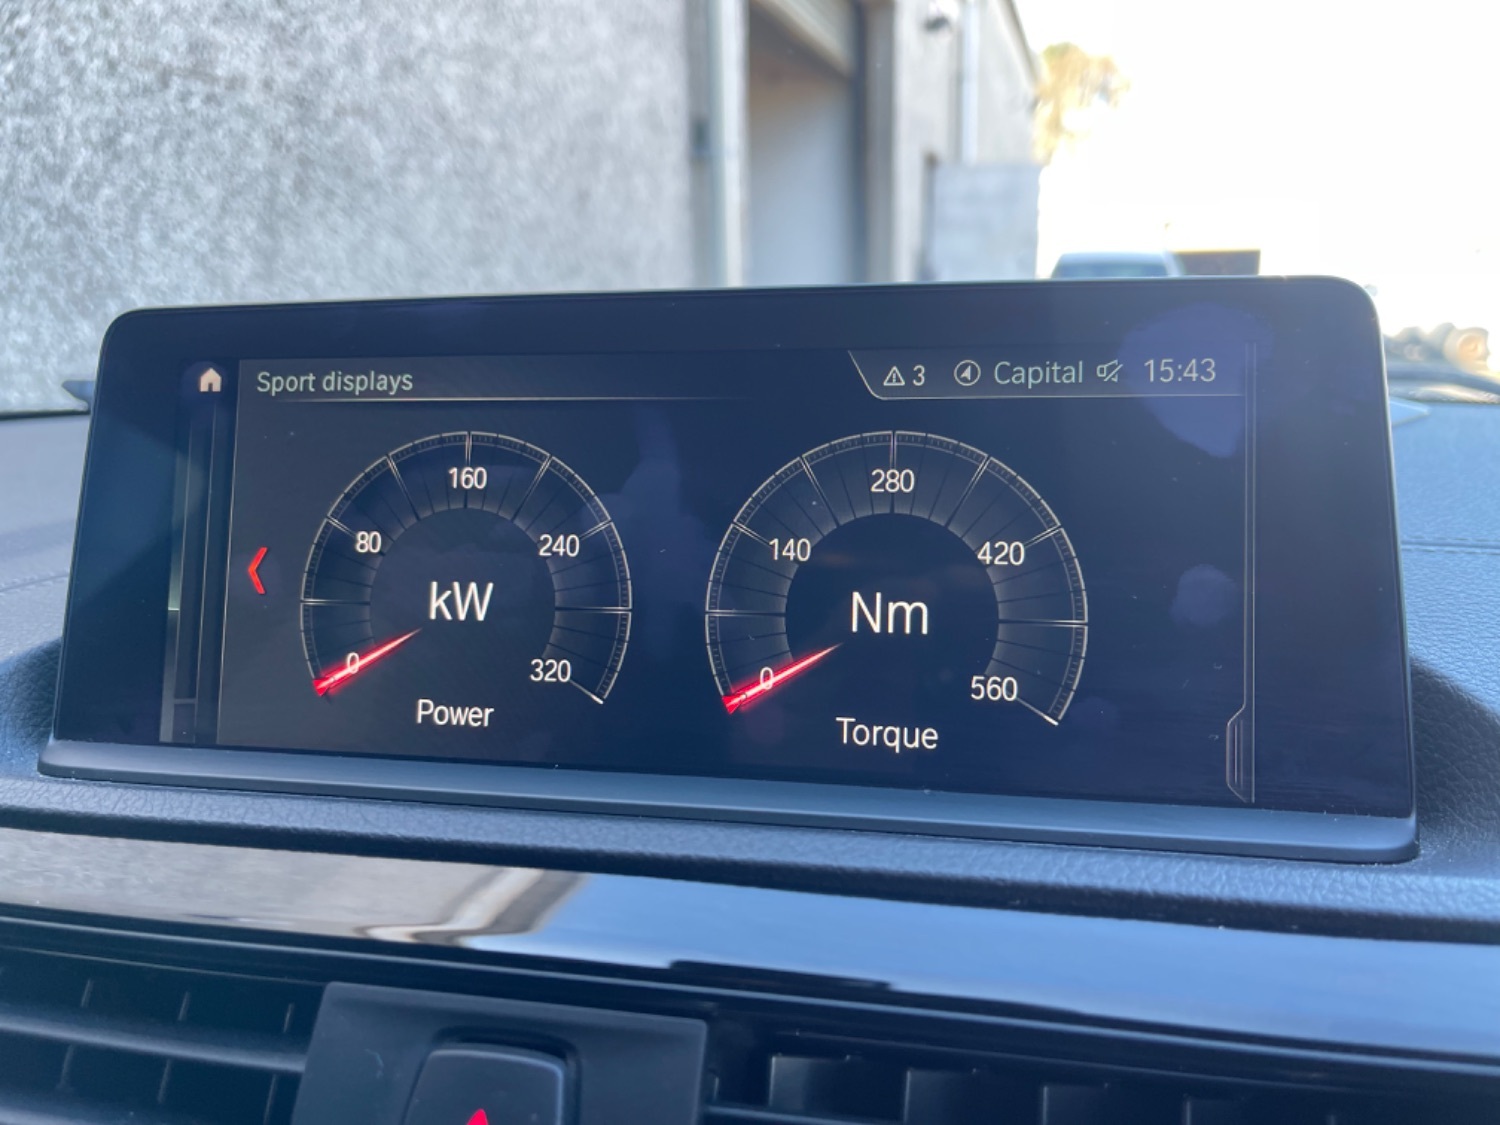 Sport displays
3 Capital 15:43
0
80
160
240
320
kW
Power
0
140
280
420
560
Nm
Torque